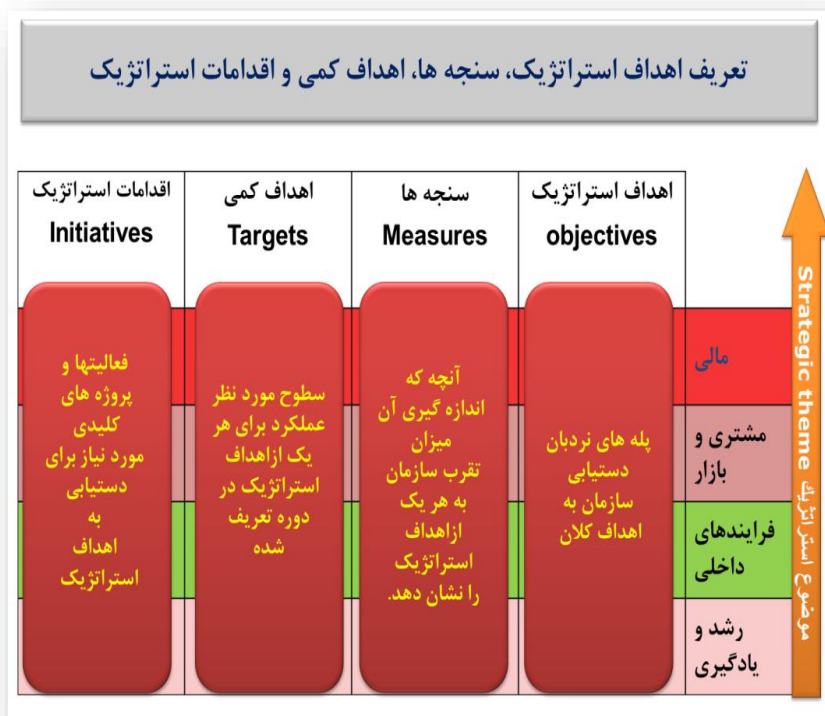 تعریف اهداف استراتژیک، سنجه ها، اهداف کمی و اقدامات استراتژیک
اهداف استراتژیک
objectives
سنجه ها
Measures
اهداف کمی
Targets
اقدامات استراتژیک
Initiatives
Strategic theme موضوع استراتژيك
مالی
مشتری و
بازار
فرایندهای
داخلی
رشد و
یادگیری
پله های نردبان
دستیابی
سازمان به
اهداف کلان
آنچه که
اندازه گیری آن
میزان
تقرب سازمان
به هر یک
ازاهداف
استراتژیک
را نشان دهد.
سطوح مورد نظر
عملکرد برای هر
یک ازاهداف
استراتژیک در
دوره تعریف
شده
فعالیتها و
پروژه های
کلیدی
مورد نیاز برای
دستیابی
به
اهداف
استراتژیک